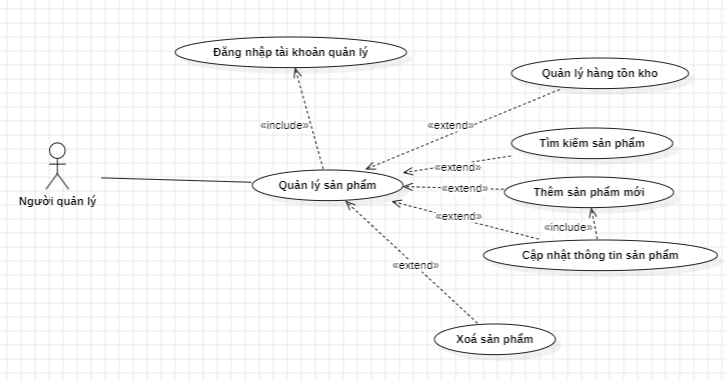 Đăng nhập tài khoản quản lý
Quản lý hàng tồn kho
«include»
«extend»
Tìm kiếm sản phẩm
«extend»
Quản lý sản phẩm
«extend»
Thêm sản phẩm mới
Người quản lý
«extend»
«include»
Cập nhật thông tin sản phẩm
«extend»
Xoá sản phẩm